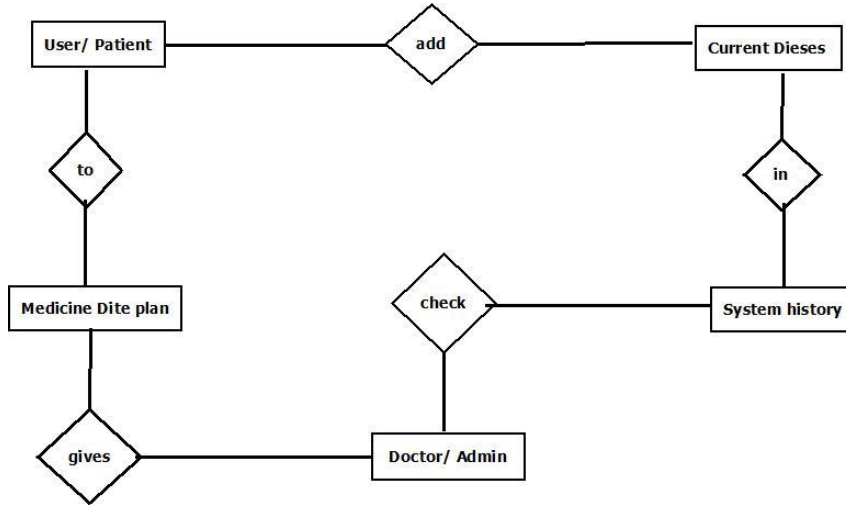 User/ Patient
add
Current Dieses
to
in
Medicine Dite plan
check
System history
gives
Doctor/ Admin